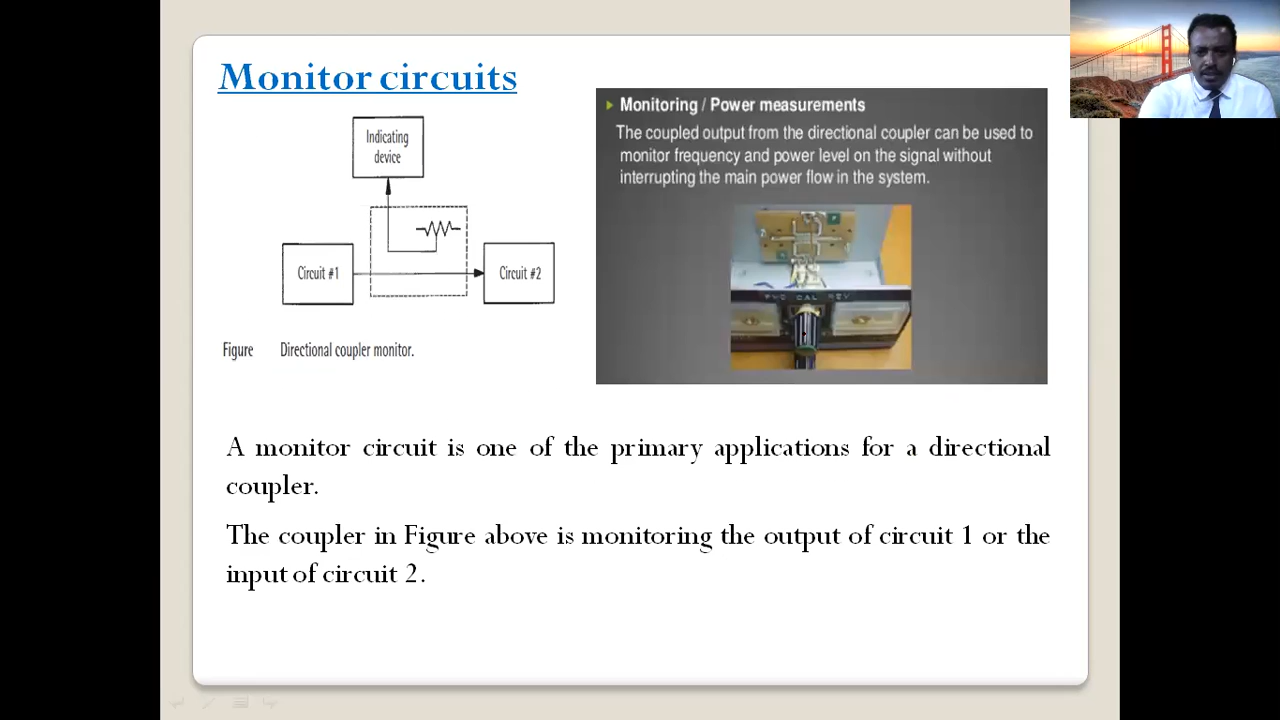 Monitor circuits
Indicating
device
Circuit #1
Circuit #2
Figure Directional coupler monitor.
Monitoring / Power measurements
The coupled output from the directional coupler can be used to
monitor frequency and power level on the signal without
interrupting the main power flow in the system.
A monitor circuit is one of the primary applications for a directional
coupler.
The coupler in Figure above is monitoring the output of circuit 1 or the
input of circuit 2.